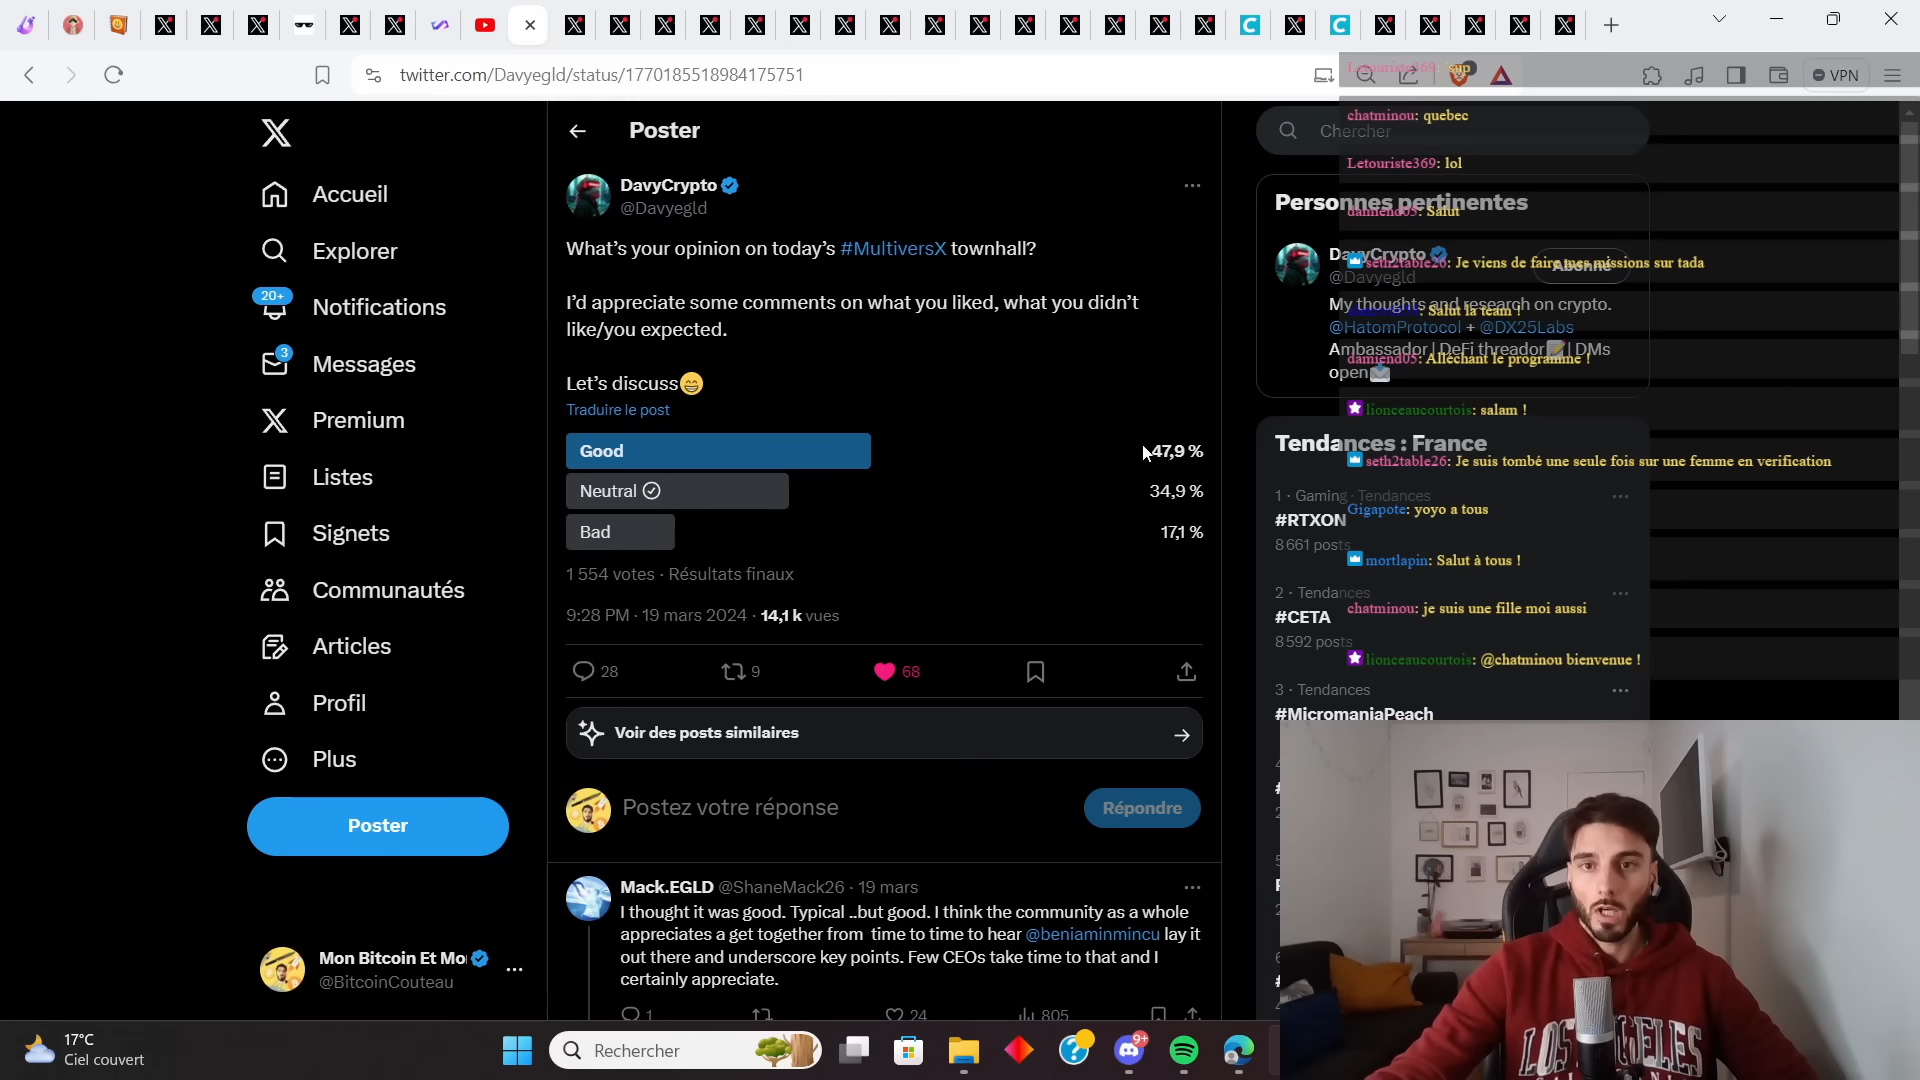 twitter.com/Davyegld/status/1770185518984175751
VPN
Accueil
Explorer
20+
Notifications
3
Messages
Premium
Listes
Signets
Communautés
Articles
Profil
Plus
Poster
Mon Bitcoin Et Mo
@BitcoinCouteau
Poster
DavyCrypto
@Davyegld
What's your opinion on today's #MultiversX townhall?
I'd appreciate some comments on what you liked, what you didn't
like/you expected.
Let's discuss
Traduire le post
Good 47,9 %
Neutral 34,9 %
Bad 17,1 %
1 554 votes · Résultats finaux
9:28 PM · 19 mars 2024 · 14,1 k vues
28 9 68
Voir des posts similaires
Postez votre réponse
Répondre
Mack.EGLD @ShaneMack26 · 19 mars
I thought it was good. Typical ..but good. I think the community as a whole
appreciates a get together from time to time to hear @beniaminmincu lay it
out there and underscore key points. Few CEOs take time to that and I
certainly appreciate.
1 24 805
Chercher
Personnes pertinentes
DavyCrypto
@Davyegld
Abonné
My thoughts and research on crypto.
@HatomProtocol + @DX25Labs
Ambassador | DeFi threador | DMs
open
Tendances : France
1 · Gaming · Tendances
#RTXON
8 661 posts
2 · Tendances
#CETA
8 592 posts
3 · Tendances
#MicromaniaPeach
Letouriste369: sup
chatminou: quebec
Letouriste369: lol
damiend05: Salut
seth2table26: Je viens de faire mes missions sur tada
: Salut la team !
damiend05: Alléchant le programme !
lionceaucourtois: salam !
seth2table26: Je suis tombé une seule fois sur une femme en verification
Gigapote: yoyo a tous
mortlapin: Salut à tous !
chatminou: je suis une fille moi aussi
lionceaucourtois: @chatminou bienvenue !
LOS ANGELES
17°C
Ciel couvert
Rechercher
9+